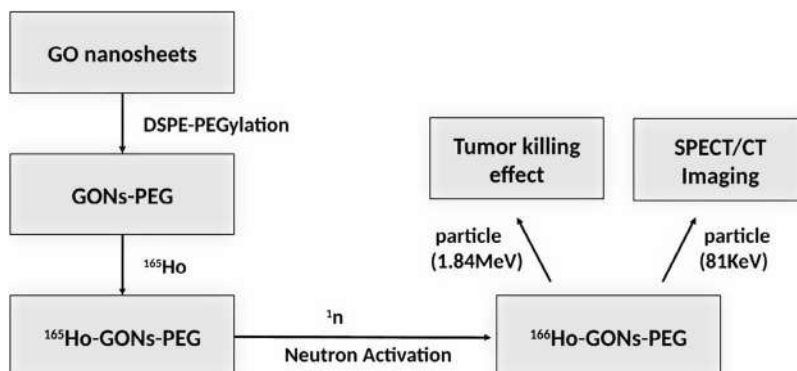 GO nanosheets
DSPE-PEGylation
GONs-PEG
¹⁶⁵Ho
¹⁶⁵Ho-GONs-PEG
¹n
Neutron Activation
¹⁶⁶Ho-GONs-PEG
particle
(1.84MeV)
particle
(81KeV)
Tumor killing
effect
SPECT/CT
Imaging